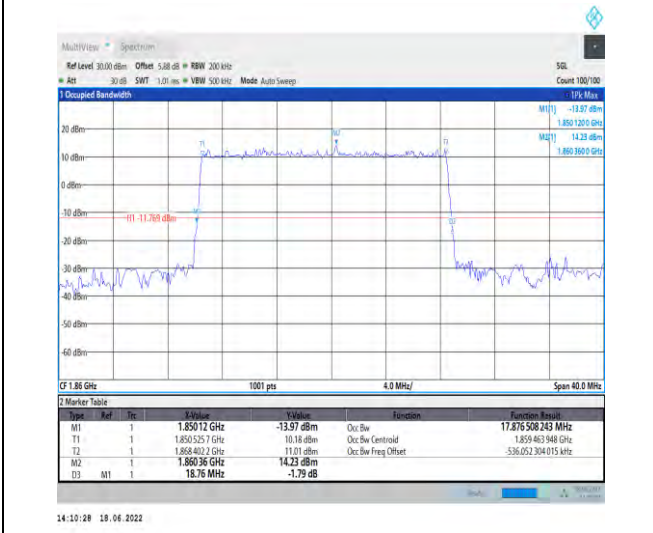 MultiView Spectrum
Ref Level 30.00 dBm Offset 5.88 dB RBW 200 kHz SGL
Att 30 dB SWT 1.01 ms VBW 500 kHz Mode Auto Sweep Count 100/100
1 Occupied Bandwidth 1Pk Max
M1[1] -13.97 dBm
1.850 120 0 GHz
M2[1] 14.23 dBm
1.860 360 0 GHz
20 dBm
M2
T1
T2
10 dBm
0 dBm
-10 dBm
M1
H1 -11.769 dBm
D3
-20 dBm
-30 dBm
-40 dBm
-50 dBm
-60 dBm
CF 1.86 GHz 1001 pts 4.0 MHz/ Span 40.0 MHz
2 Marker Table
Type Ref Trc X-Value Y-Value Function Function Result
M1 1 1.85012 GHz -13.97 dBm Occ Bw 17.876 508 243 MHz
T1 1 1.850 525 7 GHz 10.18 dBm Occ Bw Centroid 1.859 463 948 GHz
T2 1 1.868 402 2 GHz 11.01 dBm Occ Bw Freq Offset -536.052 304 015 kHz
M2 1 1.86036 GHz 14.23 dBm
D3 M1 1 18.76 MHz -1.79 dB
14:10:28 18.06.2022